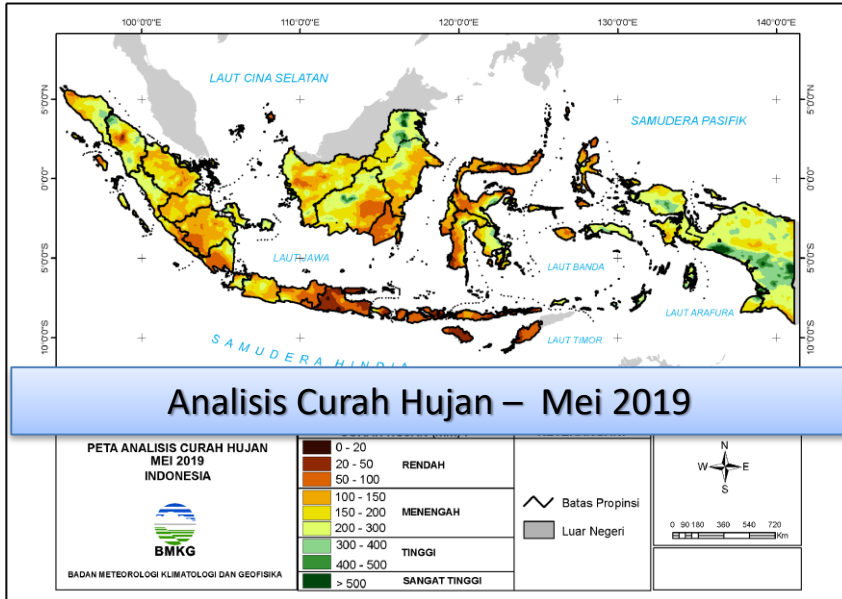 100°0'0"E 110°0'0"E 120°0'0"E 130°0'0"E 140°0'0"E
LAUT CINA SELATAN
5°0'0"N
SAMUDERA PASIFIK
5°0'0"N
0°0'0"
0°0'0"
5°0'0"S
LAUT JAWA
LAUT BANDA
5°0'0"S
LAUT ARAFURA
10°0'0"S
SAMUDERA HINDIA
LAUT TIMOR
10°0'0"S
Analisis Curah Hujan – Mei 2019
PETA ANALISIS CURAH HUJAN
MEI 2019
INDONESIA
BMKG
BADAN METEOROLOGI KLIMATOLOGI DAN GEOFISIKA
0 - 20
20 - 50
RENDAH
50 - 100
100 - 150
150 - 200
MENENGAH
200 - 300
300 - 400
TINGGI
400 - 500
> 500
SANGAT TINGGI
Batas Propinsi
Luar Negeri
N
W E
S
0 90 180 360 540 720
Km